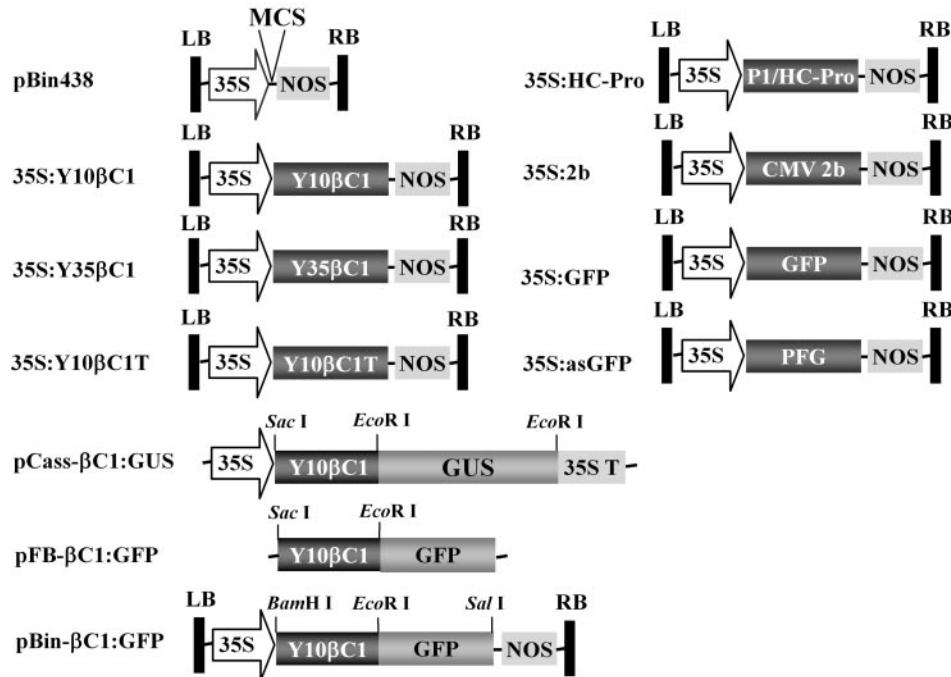 MCS
LB
RB
pBin438
35S
NOS
LB
RB
35S:Y10βC1
35S
Y10βC1
NOS
LB
RB
35S:Y35βC1
35S
Y35βC1
NOS
LB
RB
35S:Y10βC1T
35S
Y10βC1T
NOS
LB
RB
35S:HC-Pro
35S
P1/HC-Pro
NOS
LB
RB
35S:2b
35S
CMV 2b
NOS
LB
RB
35S:GFP
35S
GFP
NOS
LB
RB
35S:asGFP
35S
PFG
NOS
Sac I
EcoR I
EcoR I
pCass-βC1:GUS
35S
Y10βC1
GUS
35S T
Sac I
EcoR I
pFB-βC1:GFP
Y10βC1
GFP
LB
BamH I
EcoR I
Sal I
RB
pBin-βC1:GFP
35S
Y10βC1
GFP
NOS